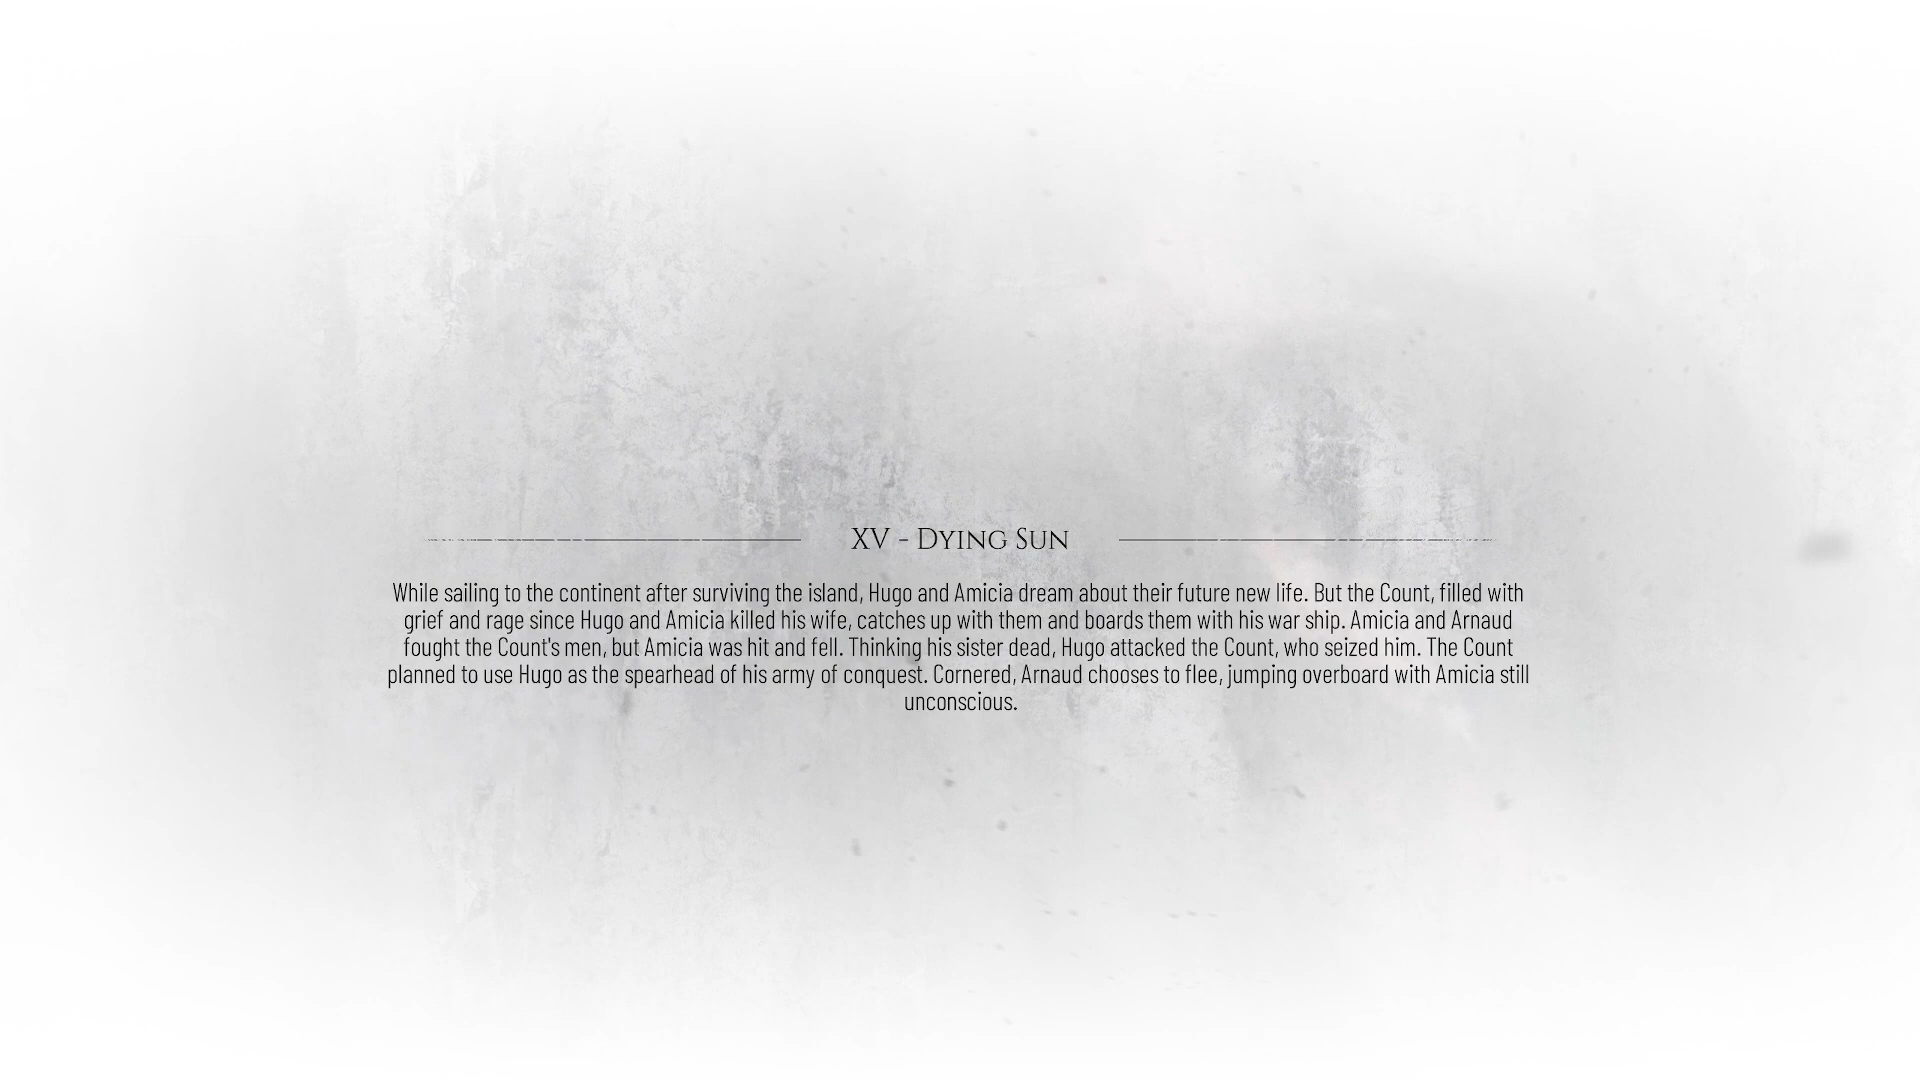 XV - Dying Sun
While sailing to the continent after surviving the island, Hugo and Amicia dream about their future new life. But the Count, filled with
grief and rage since Hugo and Amicia killed his wife, catches up with them and boards them with his war ship. Amicia and Arnaud
fought the Count's men, but Amicia was hit and fell. Thinking his sister dead, Hugo attacked the Count, who seized him. The Count
planned to use Hugo as the spearhead of his army of conquest. Cornered, Arnaud chooses to flee, jumping overboard with Amicia still
unconscious.